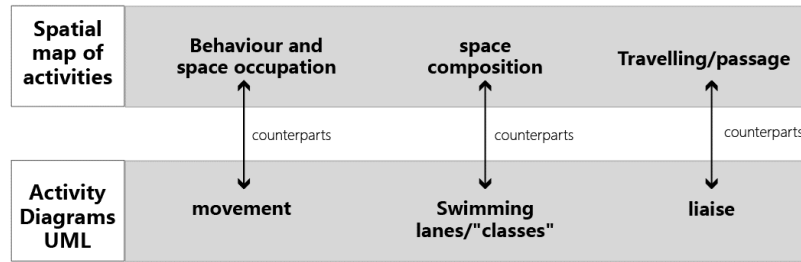 Spatial
map of
activities
Behaviour and
space occupation
space
composition
Travelling/passage
counterparts
counterparts
counterparts
Activity
Diagrams
UML
movement
Swimming
lanes/"classes"
liaise